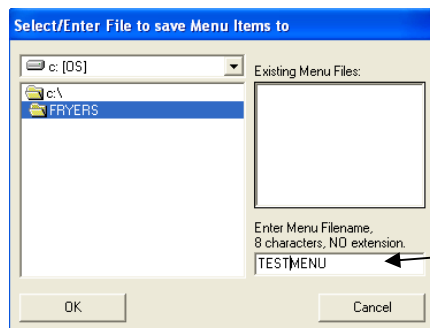 Select/Enter File to save Menu Items to
c: [OS]
Existing Menu Files:
c:\
FRYERS
Enter Menu Filename,
8 characters, NO extension.
TESTMENU
OK
Cancel